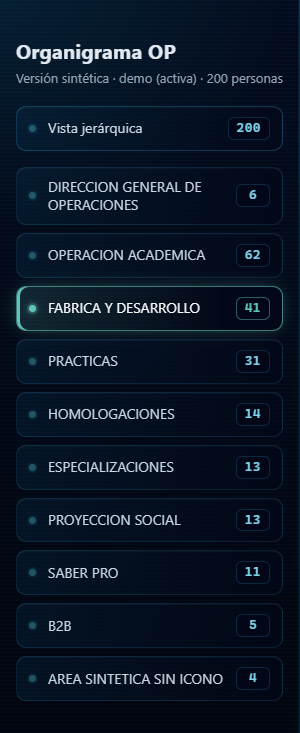 Organigrama OP
Versión sintética · demo (activa) · 200 personas
Vista jerárquica 200
DIRECCION GENERAL DE
OPERACIONES 6
OPERACION ACADEMICA 62
FABRICA Y DESARROLLO 41
PRACTICAS 31
HOMOLOGACIONES 14
ESPECIALIZACIONES 13
PROYECCION SOCIAL 13
SABER PRO 11
B2B 5
AREA SINTETICA SIN ICONO 4